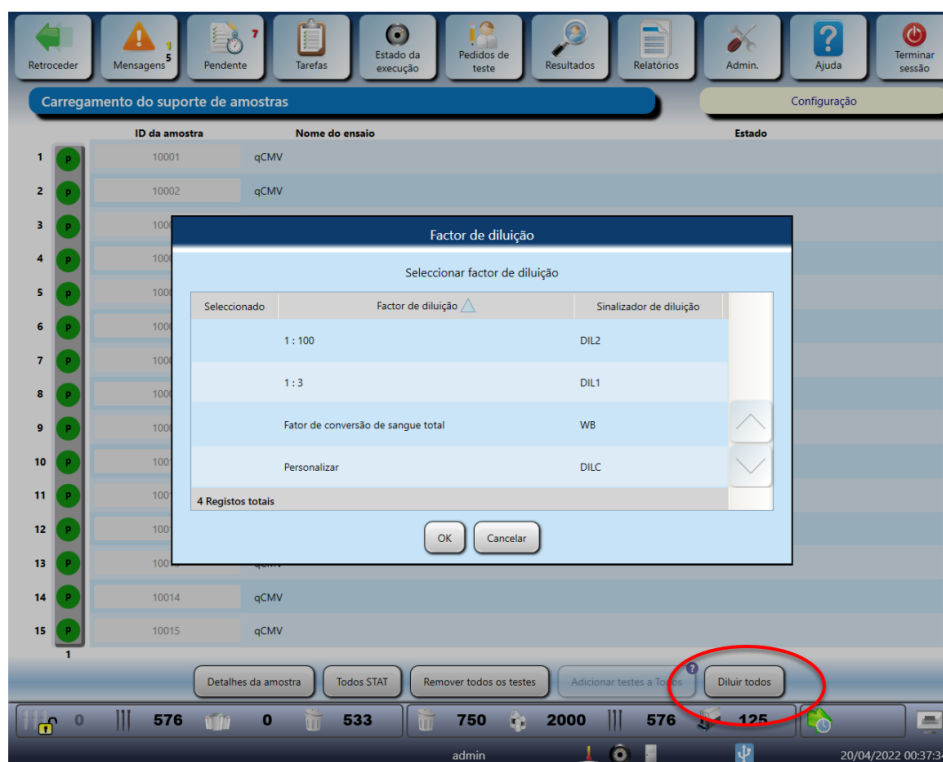 Retroceder
Mensagens 1 5
Pendente 7
Tarefas
Estado da execução
Pedidos de teste
Resultados
Relatórios
Admin.
Ajuda
Terminar sessão
Carregamento do suporte de amostras
Configuração
ID da amostra Nome do ensaio Estado
1 P 10001 qCMV
2 P 10002 qCMV
3 P
4 P
5 P
6 P
7 P
8 P
9 P
10 P
11 P
12 P
13 P
14 P 10014 qCMV
15 P 10015 qCMV
1
Factor de diluição
Seleccionar factor de diluição
Seleccionado Factor de diluição Sinalizador de diluição
1 : 100 DIL2
1 : 3 DIL1
Fator de conversão de sangue total WB
Personalizar DILC
4 Registos totais
OK Cancelar
Detalhes da amostra Todos STAT Remover todos os testes Adicionar testes a Todos ? Diluir todos
0 576 0 533 750 2000 576 125
admin 20/04/2022 00:37:3